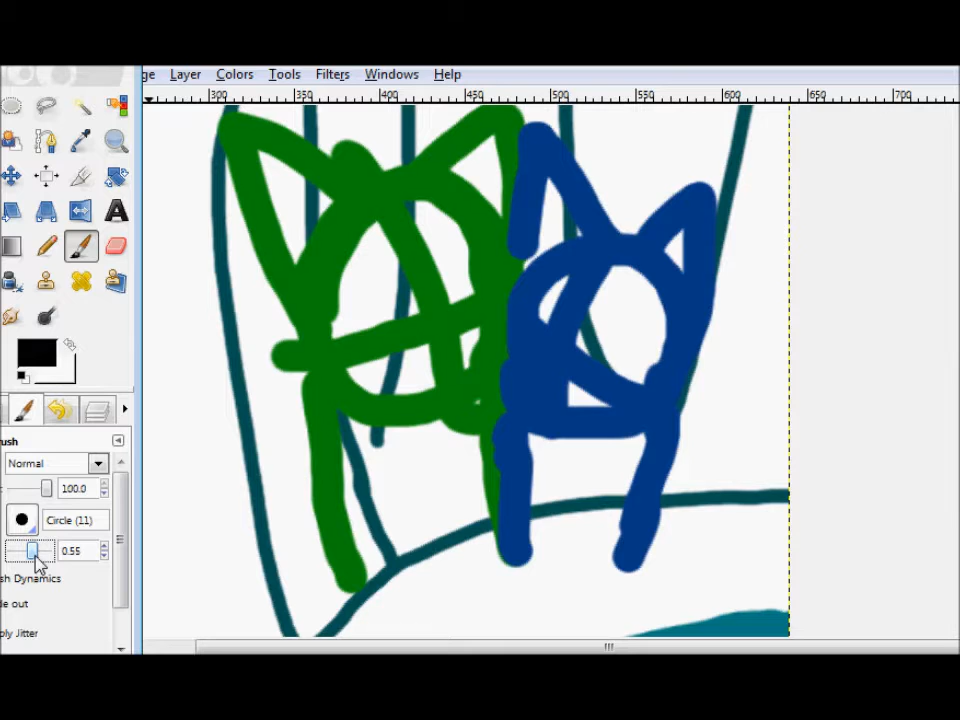 ge Layer Colors Tools Filters Windows Help
300 350 400 450 500 550 600 650 700
A
rush
Normal
: 100.0
Circle (11)
0.55
sh Dynamics
de out
ply Jitter